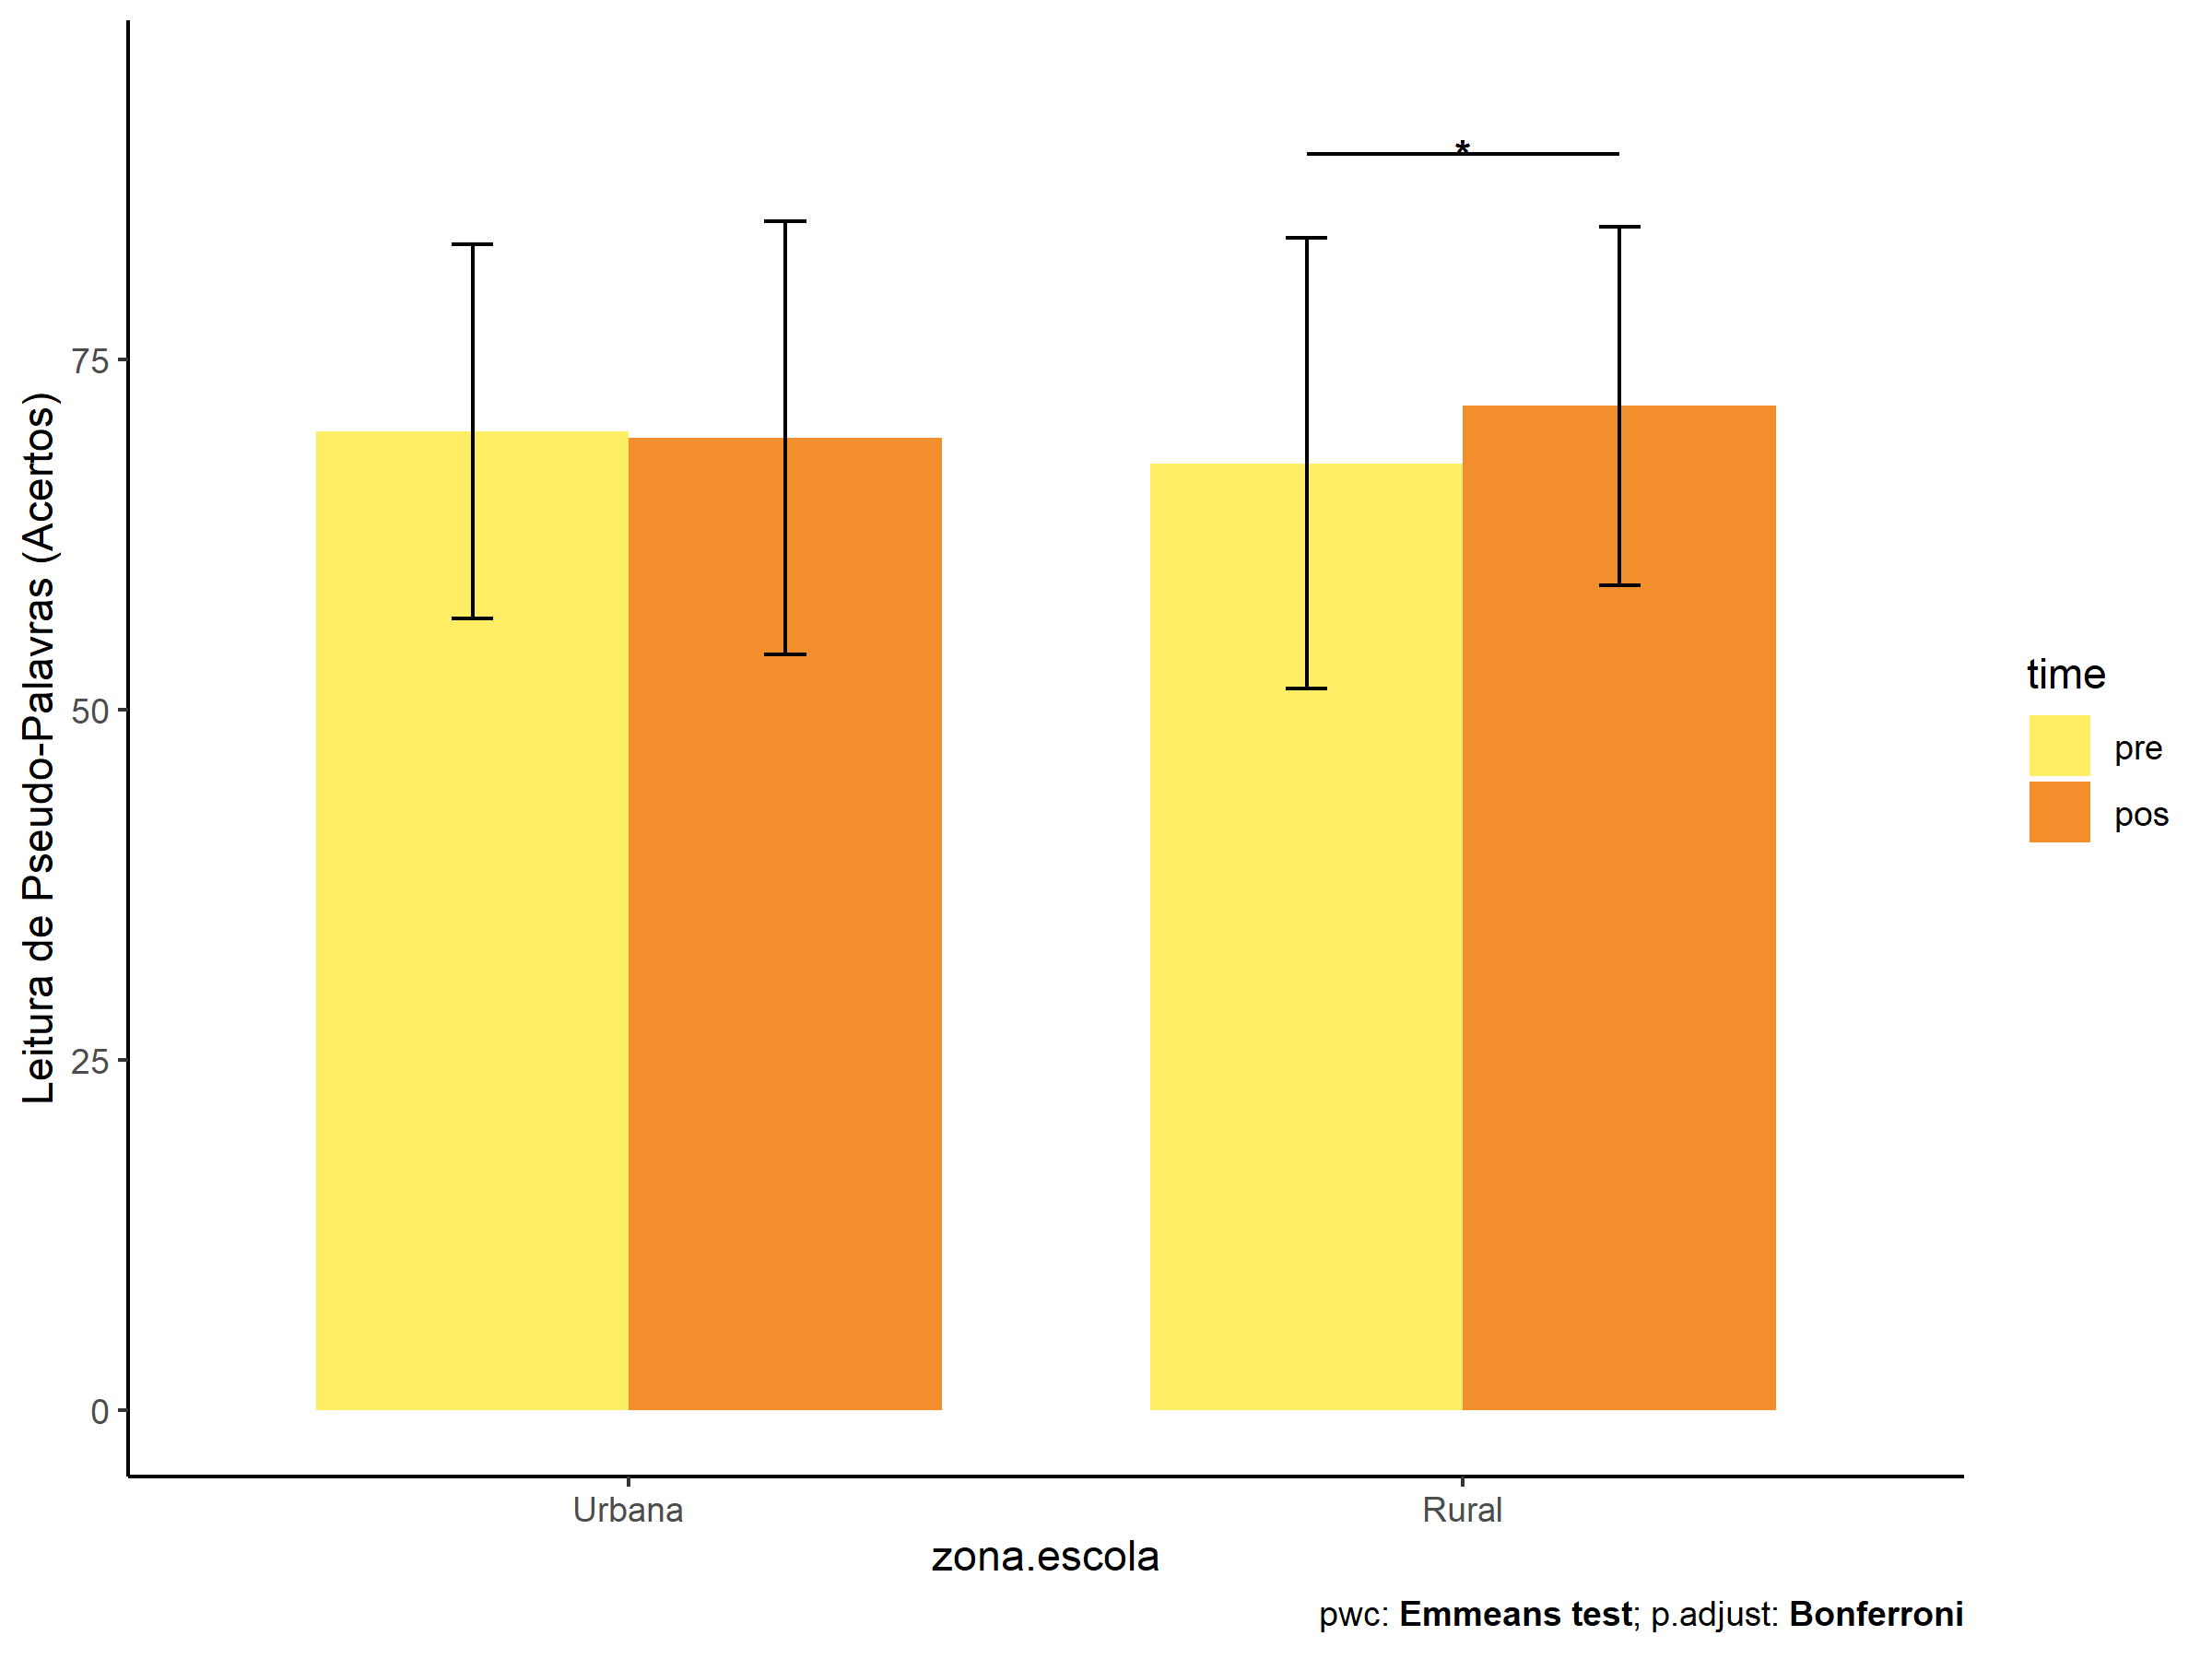 *
75
50
25
0
Leitura de Pseudo-Palavras (Acertos)
Urbana
Rural
zona.escola
time
pre
pos
pwc: Emmeans test; p.adjust: Bonferroni